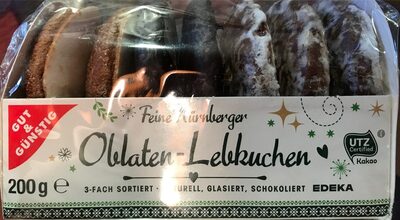 GUT &
GÜNSTIG
Feine Nürnberger
Oblaten-Lebkuchen
UTZ
Certified
Kakao
200g e
3-FACH SORTIERT · NATURELL, GLASIERT, SCHOKOLIERT EDEKA